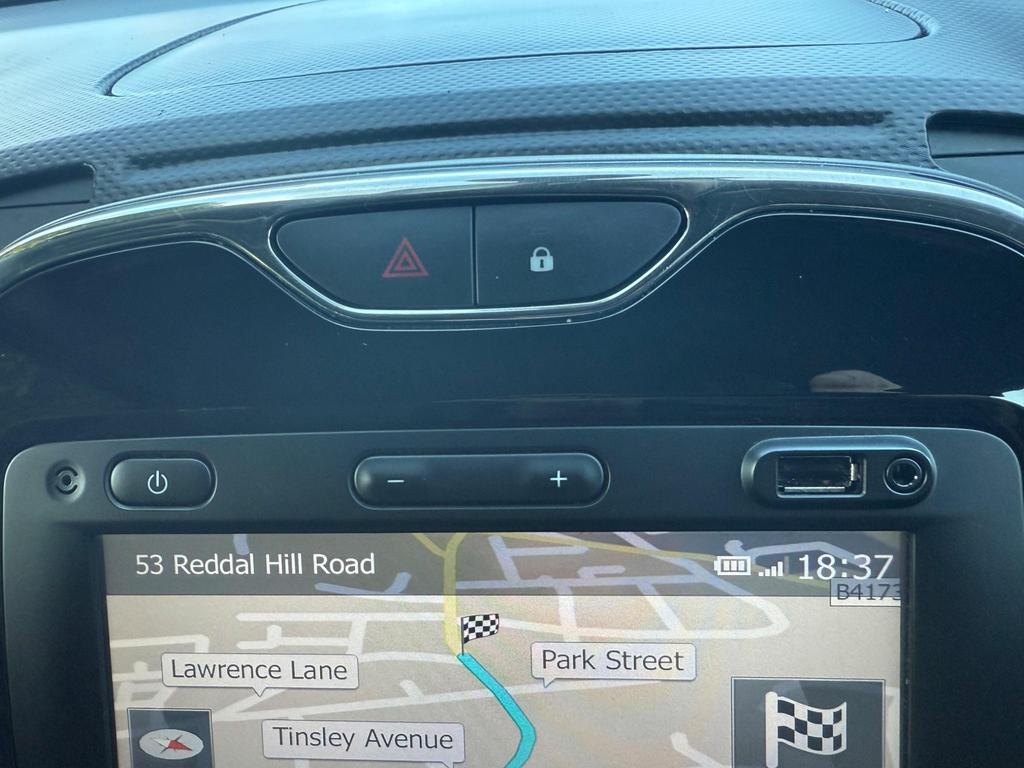 53 Reddal Hill Road
18:37
B4173
Lawrence Lane
Park Street
Tinsley Avenue